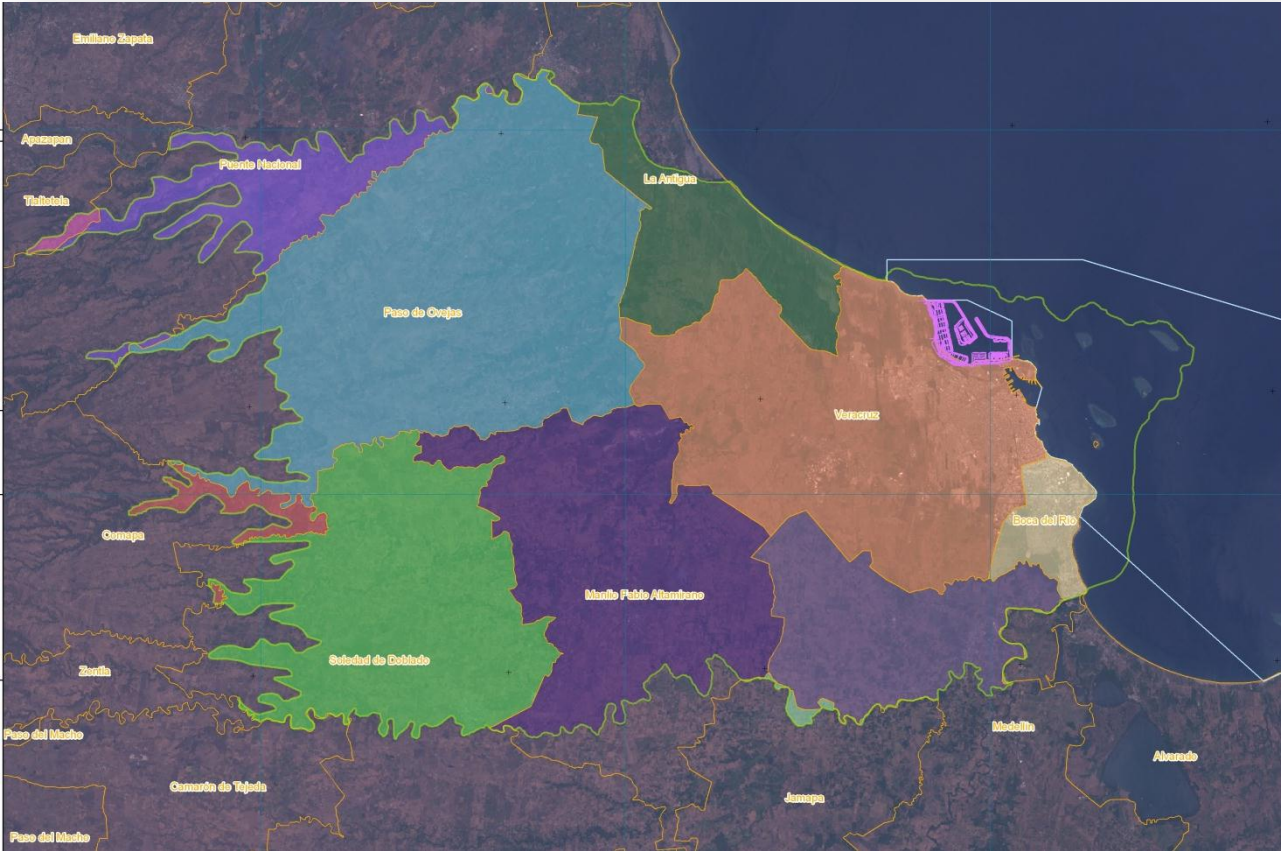 Emiliano Zapata
Apazapan
Puente Nacional
La Antigua
Tlaltetela
Paso de Ovejas
Veracruz
Boca del Río
Comapa
Manlio Fabio Altamirano
Soledad de Doblado
Zentla
Paso del Macho
Medellín
Alvarado
Camarón de Tejeda
Jamapa
Paso del Macho